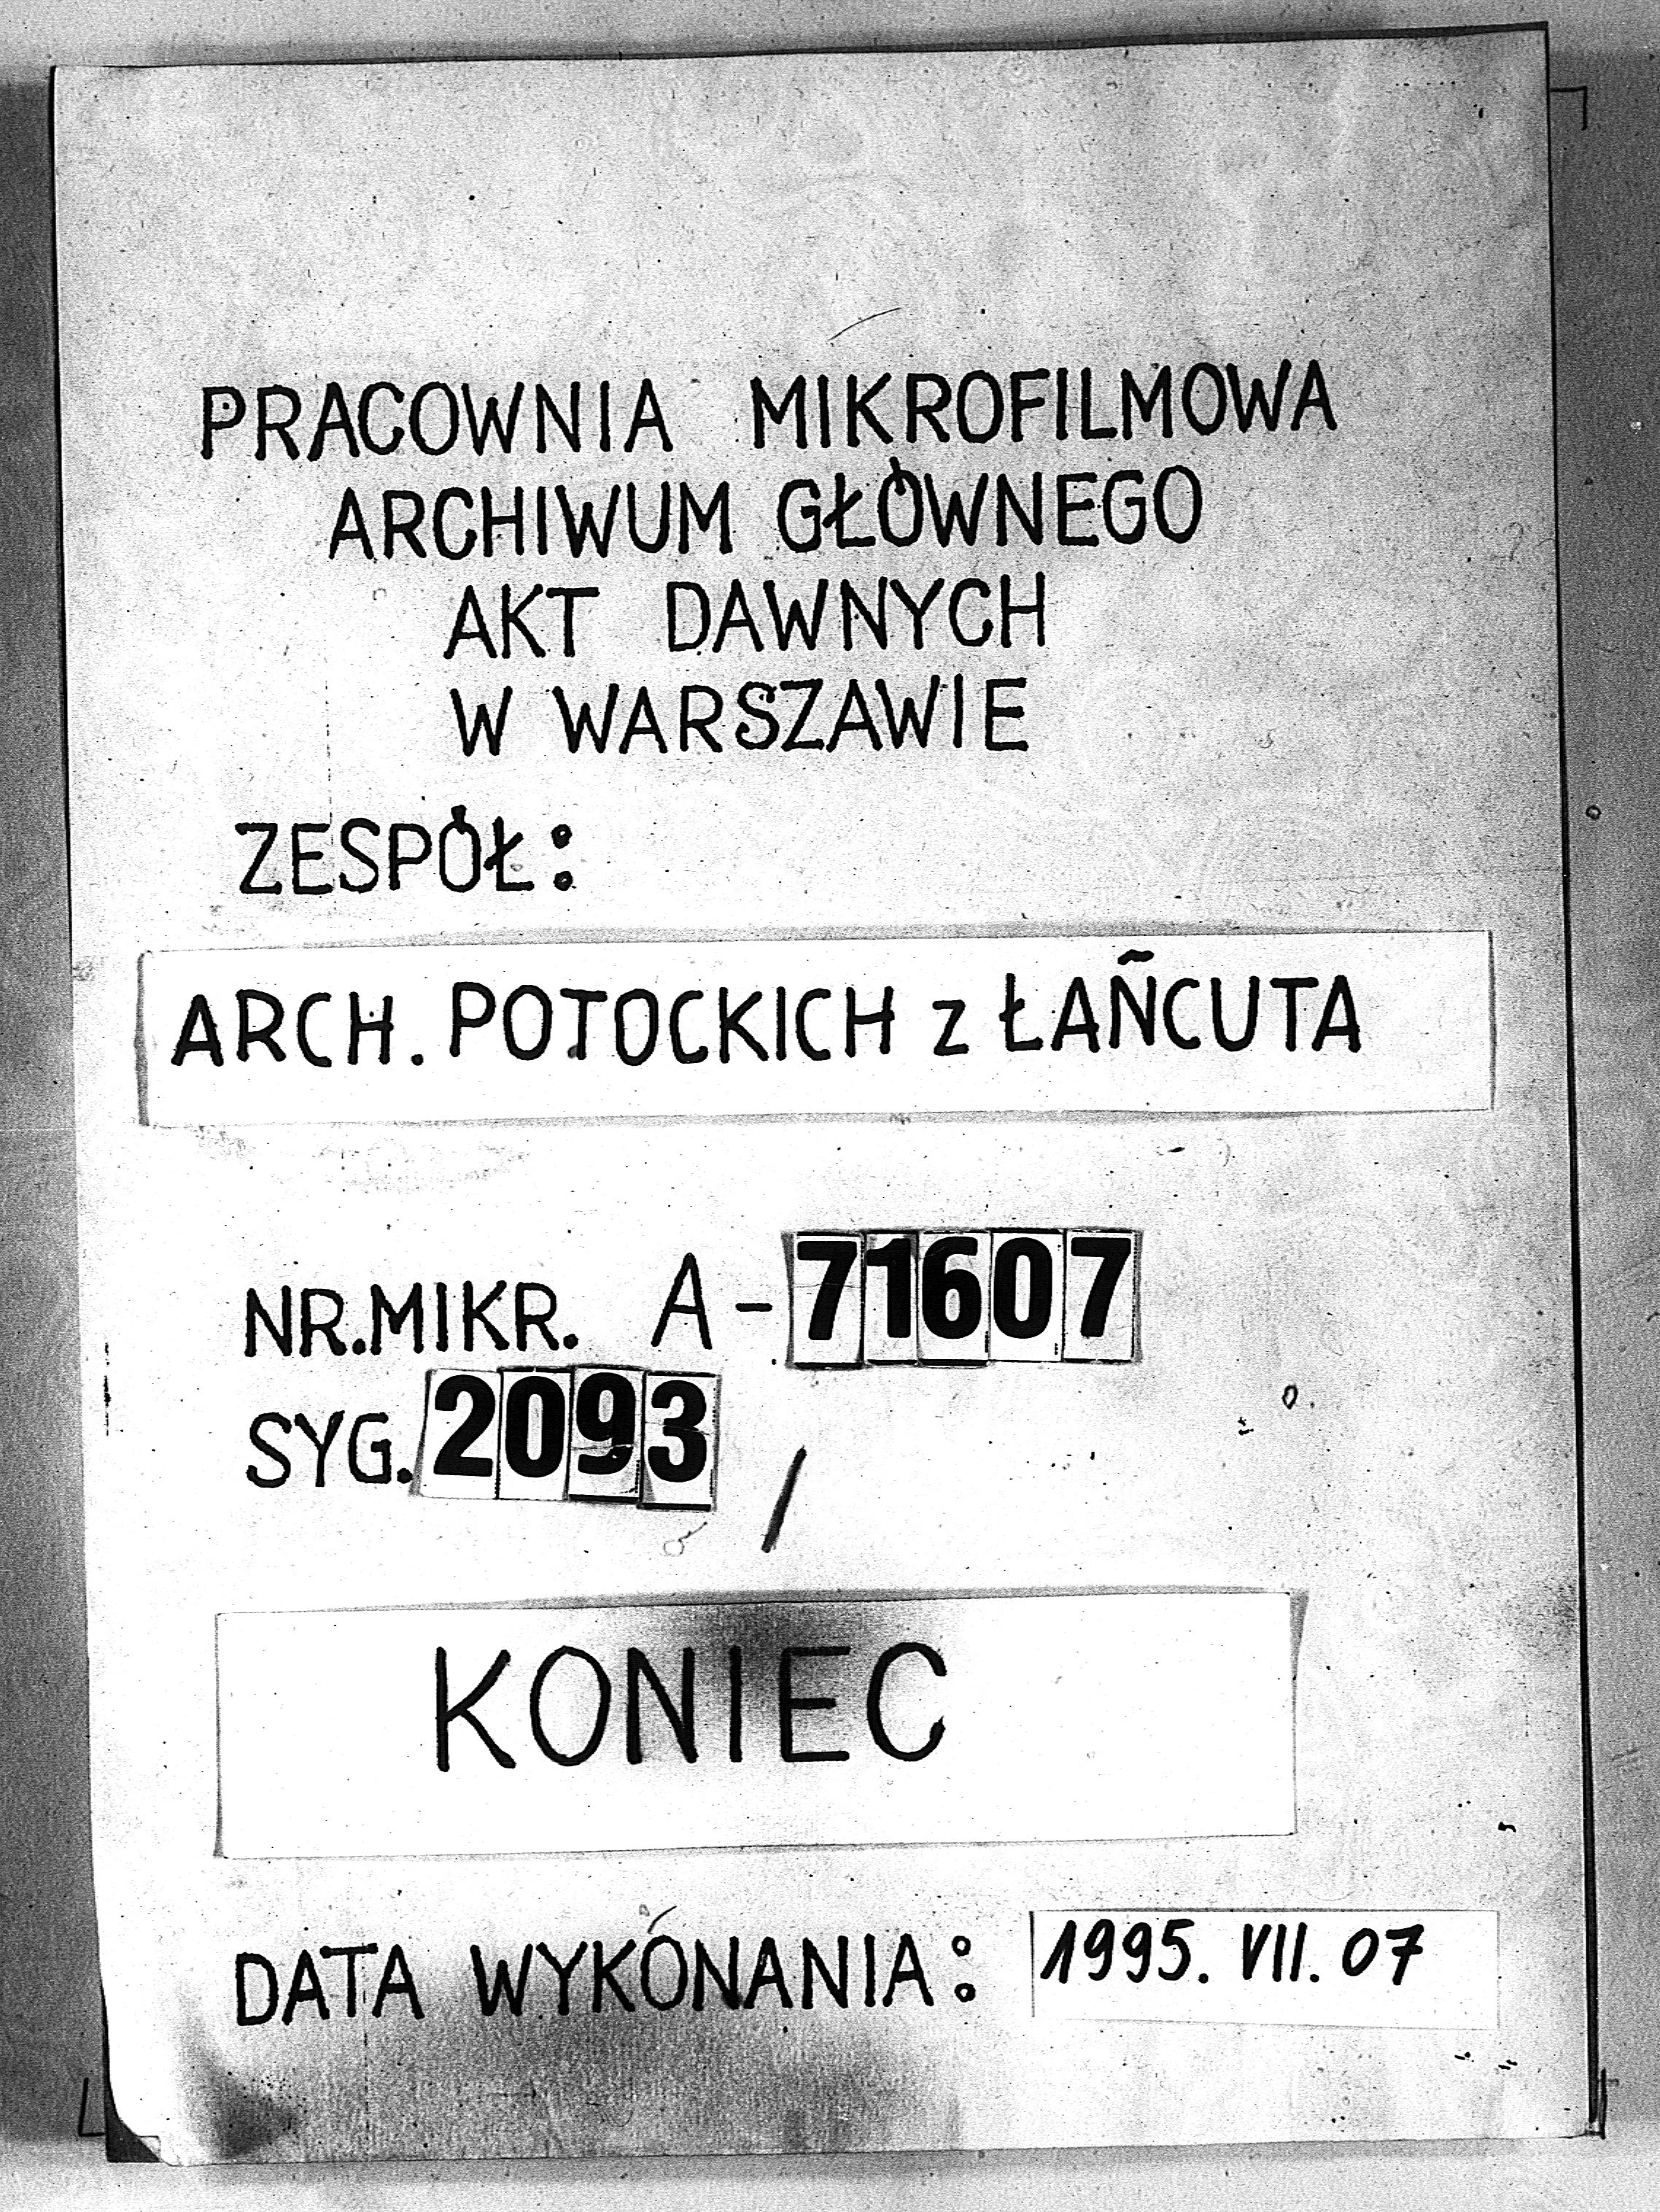 PRACOWNIA MIKROFILMOWA
ARCHIWUM GŁÓWNEGO
AKT DAWNYCH
W WARSZAWIE
ZESPÓŁ:
ARCH. POTOCKICH z ŁAŃCUTA
NR.MIKR. A-71607
SYG. 2093 /
KONIEC
DATA WYKONANIA: 1995. VII. 07